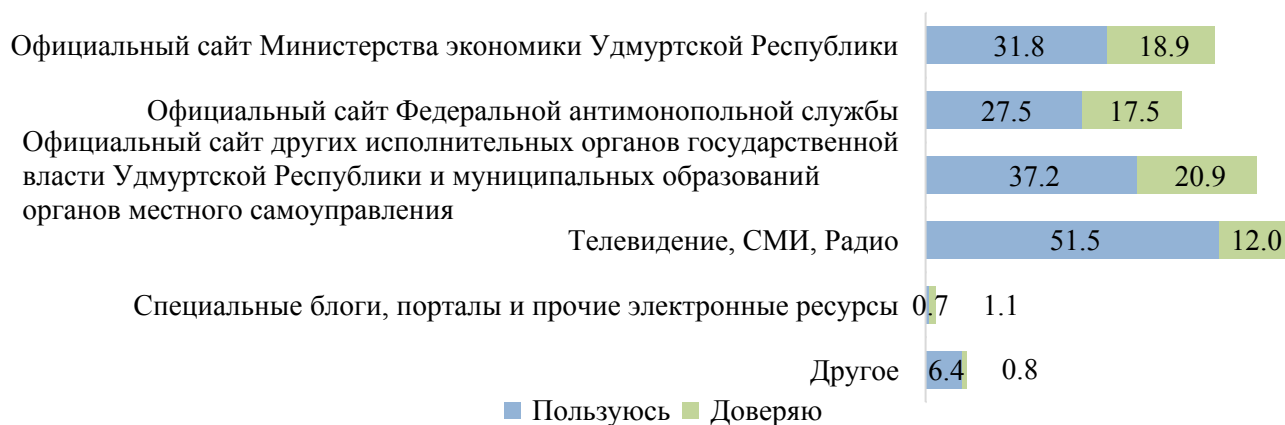 Официальный сайт Министерства экономики Удмуртской Республики 31.8 18.9
Официальный сайт Федеральной антимонопольной службы 27.5 17.5
Официальный сайт других исполнительных органов государственной
власти Удмуртской Республики и муниципальных образований 37.2 20.9
органов местного самоуправления
Телевидение, СМИ, Радио 51.5 12.0
Специальные блоги, порталы и прочие электронные ресурсы 0.7 1.1
Другое 6.4 0.8
Пользуюсь Доверяю